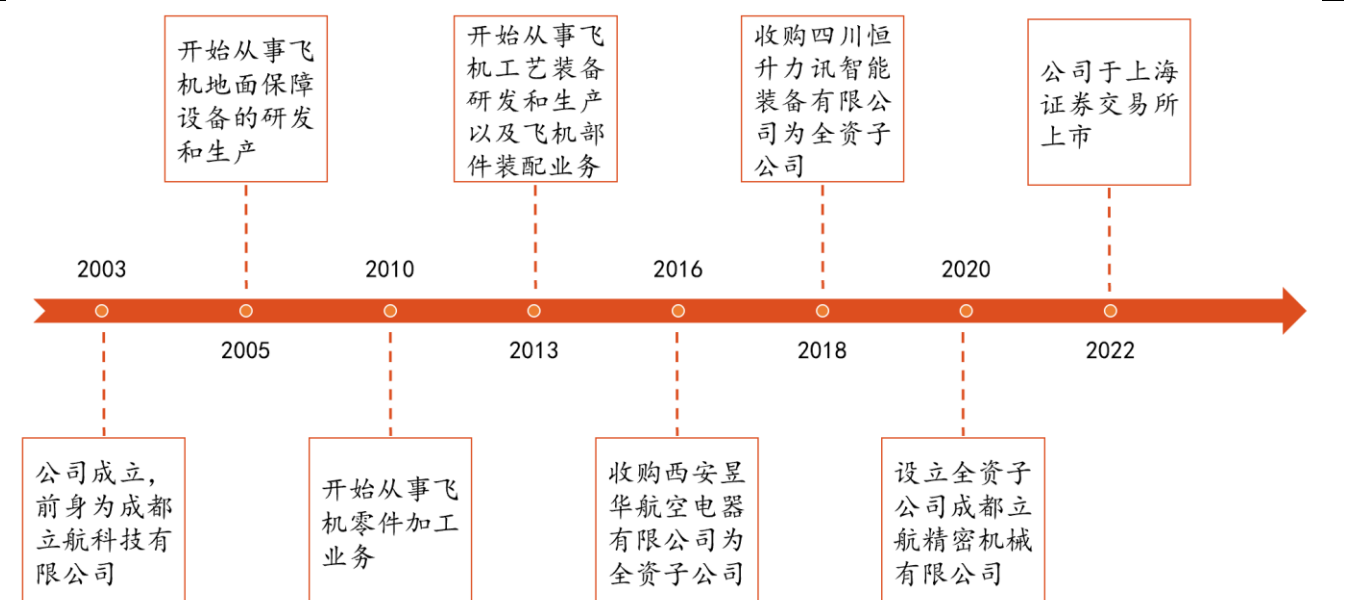 开始从事飞
机地面保障
设备的研发
和生产
开始从事飞
机工艺装备
研发和生产
以及飞机部
件装配业务
收购四川恒
升力讯智能
装备有限公
司为全资子
公司
公司于上海
证券交易所
上市
2003
2010
2016
2020
2005
2013
2018
2022
公司成立，
前身为成都
立航科技有
限公司
开始从事飞
机零件加工
业务
收购西安昱
华航空电器
有限公司为
全资子公司
设立全资子
公司成都立
航精密机械
有限公司